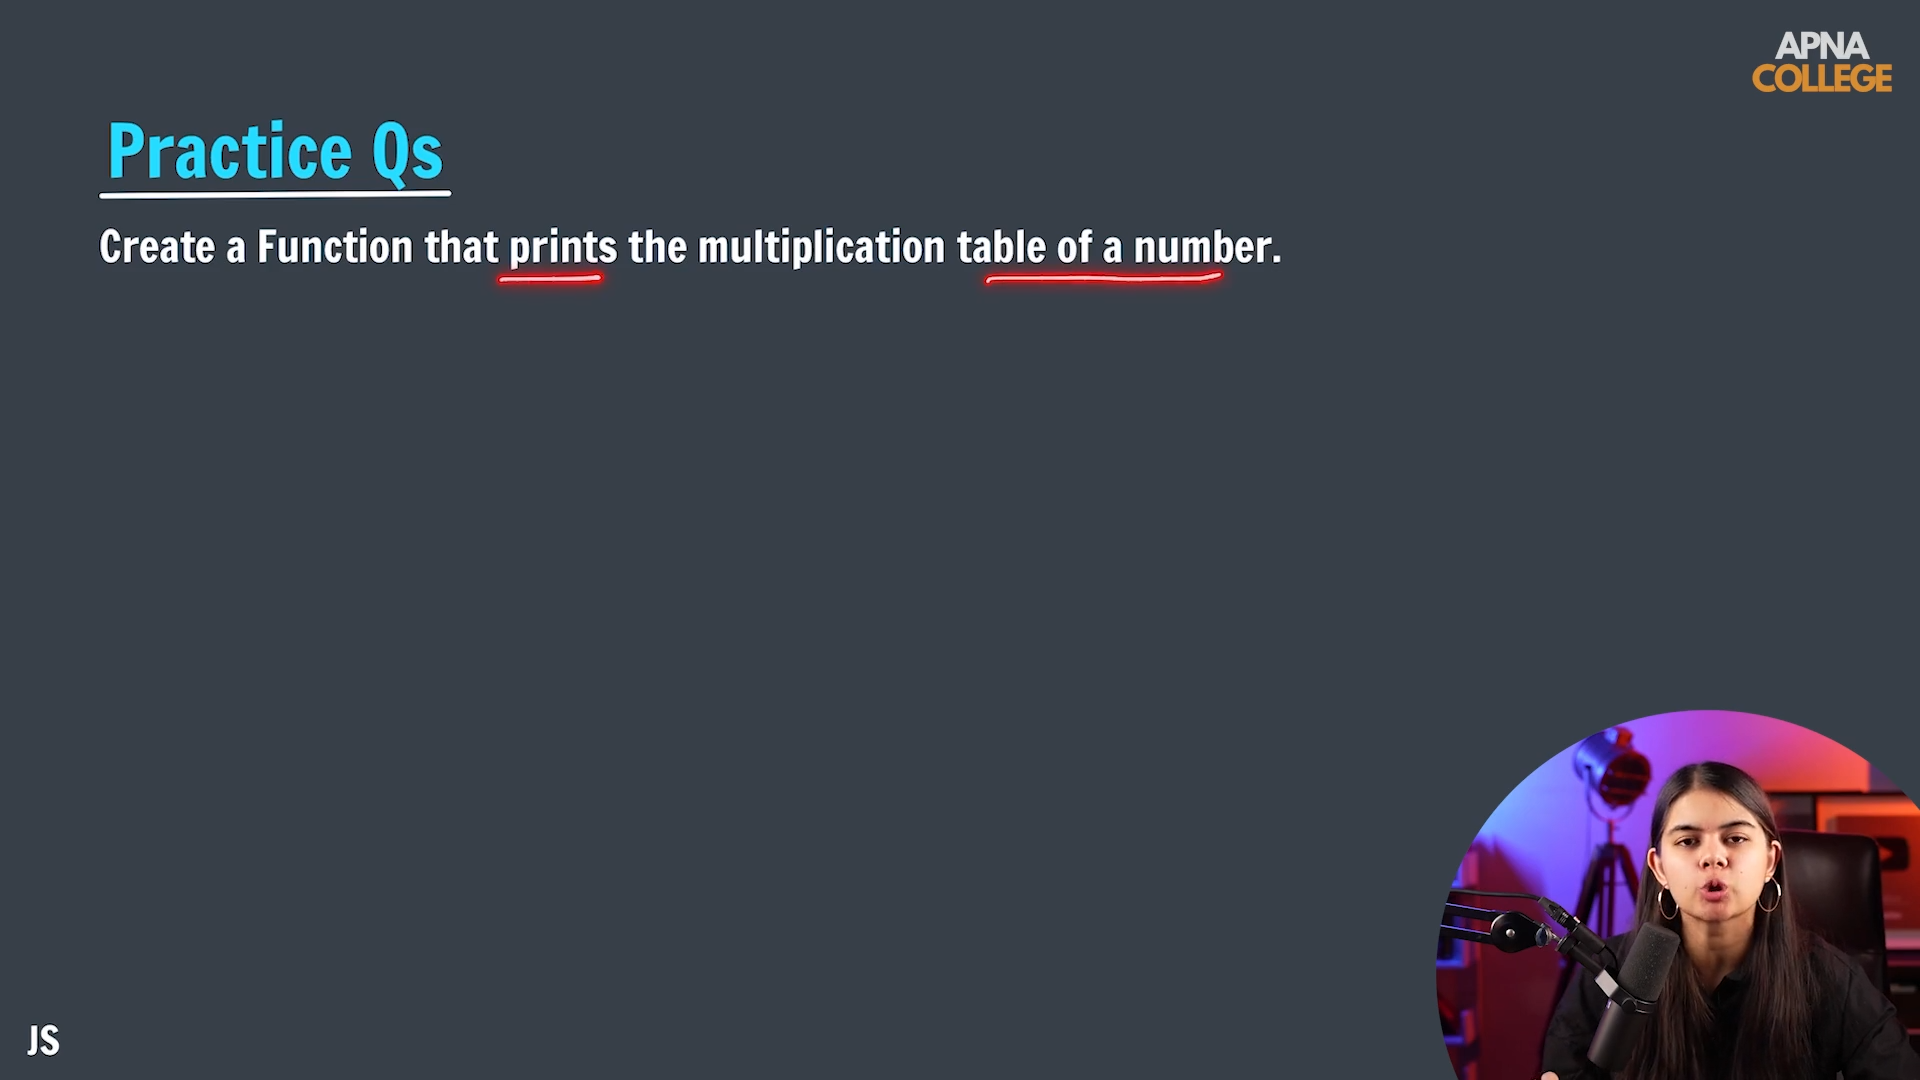 APNA
COLLEGE
Practice Qs
Create a Function that prints the multiplication table of a number.
JS